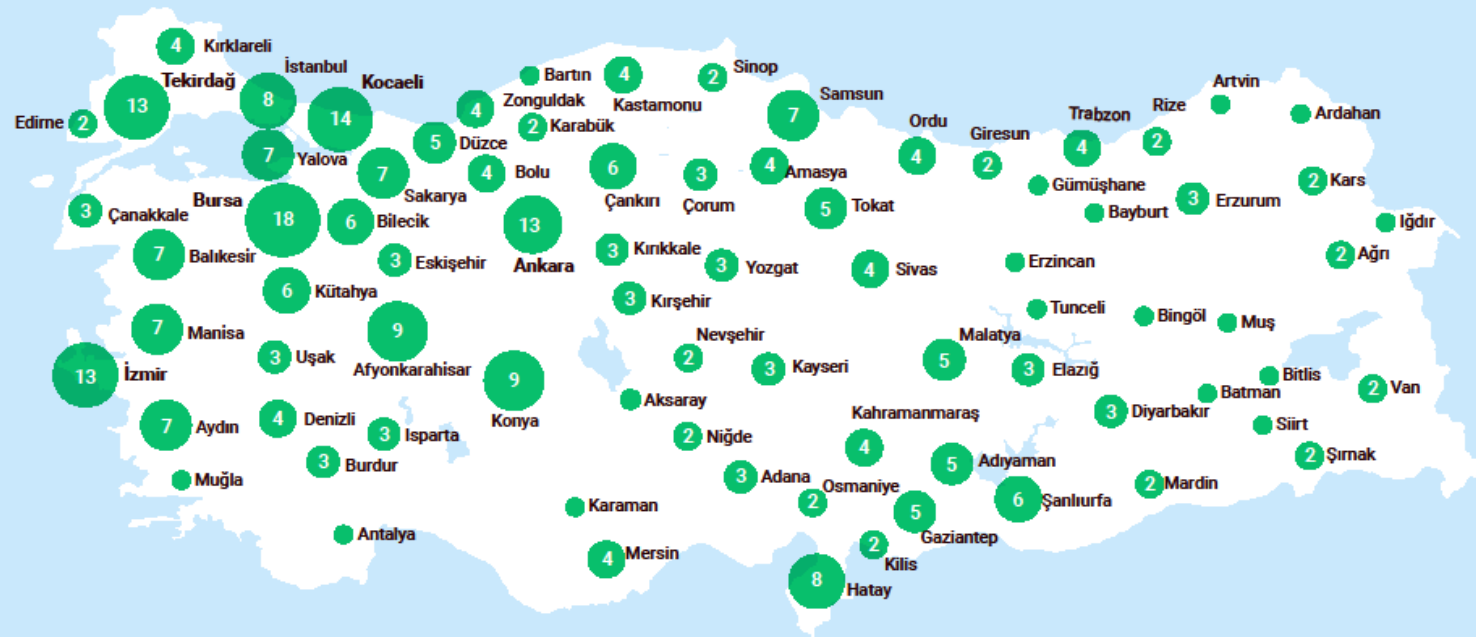 4 Kırklareli
İstanbul
Tekirdağ
8
Kocaeli
13
14
Edirne 2
Bartın
4
Kastamonu
2 Sinop
4 Zonguldak
2 Karabük
7 Samsun
Artvin
Ardahan
Rize
2
Trabzon
4
Giresun
2
Ordu
4
7 Yalova
5 Düzce
7 Sakarya
4 Bolu
6
Çankırı
3
Çorum
4 Amasya
5 Tokat
Gümüşhane
Bayburt
3 Erzurum
2 Kars
Iğdır
2 Ağrı
3 Çanakkale
Bursa
18
6 Bilecik
13
Ankara
7 Balıkesir
3 Eskişehir
3 Kırıkkale
3 Yozgat
4 Sivas
Erzincan
6 Kütahya
3 Kırşehir
Tunceli
Bingöl
Muş
7 Manisa
9
Afyonkarahisar
Nevşehir
2
3 Kayseri
Malatya
5
3 Elazığ
13 İzmir
3 Uşak
9
Konya
Aksaray
Bitlis
Batman
2 Van
7 Aydın
4 Denizli
3 Isparta
2 Niğde
Kahramanmaraş
4
3 Diyarbakır
Siirt
Muğla
3 Burdur
3 Adana
5 Adıyaman
2 Şırnak
2 Mardin
Osmaniye
2
6 Şanlıurfa
Karaman
5
Gaziantep
Antalya
4 Mersin
2
Kilis
8 Hatay